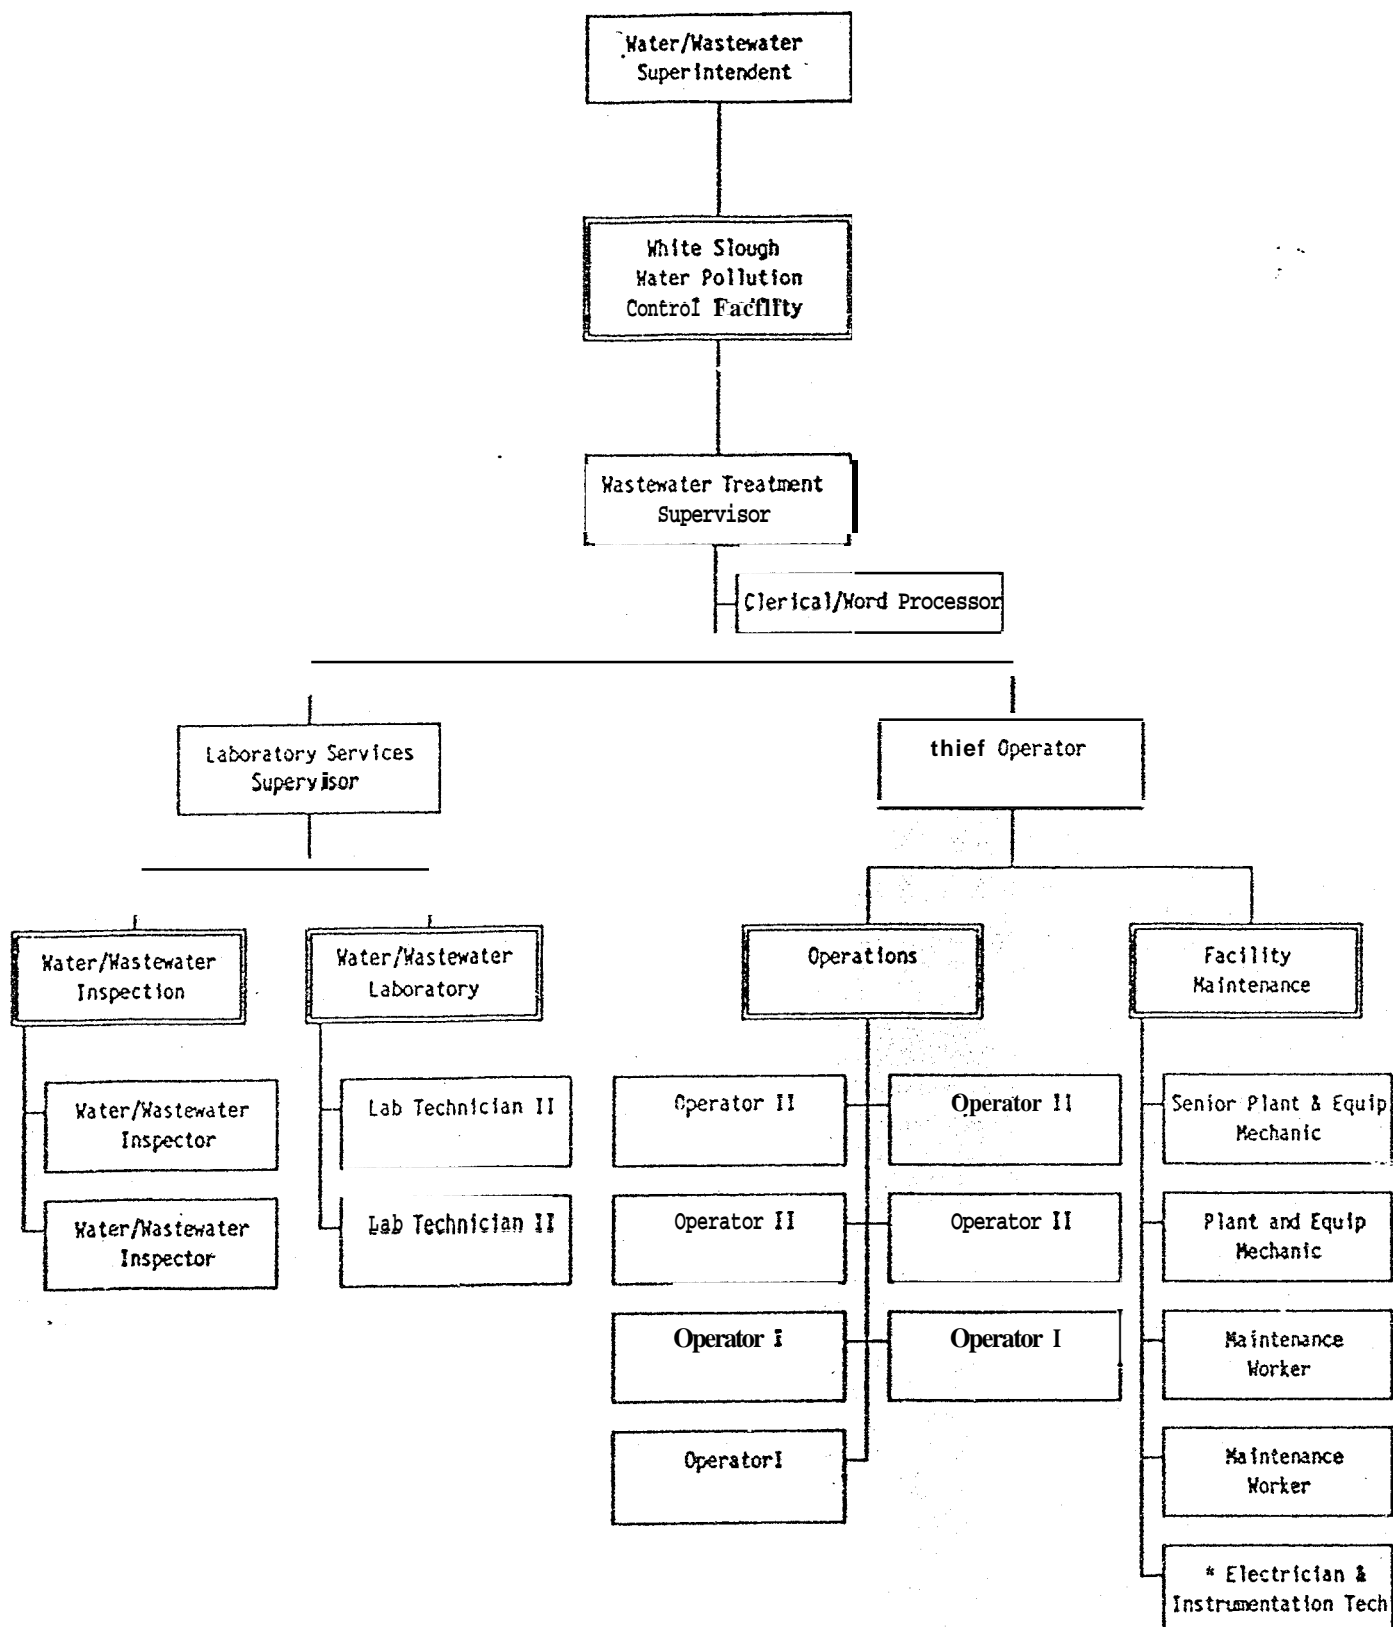 Water/Wastewater
Superintendent
White Slough
Water Pollution
Control Facility
Wastewater Treatment
Supervisor
Clerical/Word Processor
Laboratory Services
Supervisor
thief Operator
Water/Wastewater
Inspection
Water/Wastewater
Laboratory
Operations
Facility
Maintenance
Water/Wastewater
Inspector
Lab Technician II
Operator II
Operator II
Senior Plant & Equip
Mechanic
Water/Wastewater
Inspector
Lab Technician II
Operator II
Operator II
Plant and Equip
Mechanic
Operator I
Operator I
Maintenance
Worker
Operator I
Maintenance
Worker
* Electrician &
Instrumentation Tech